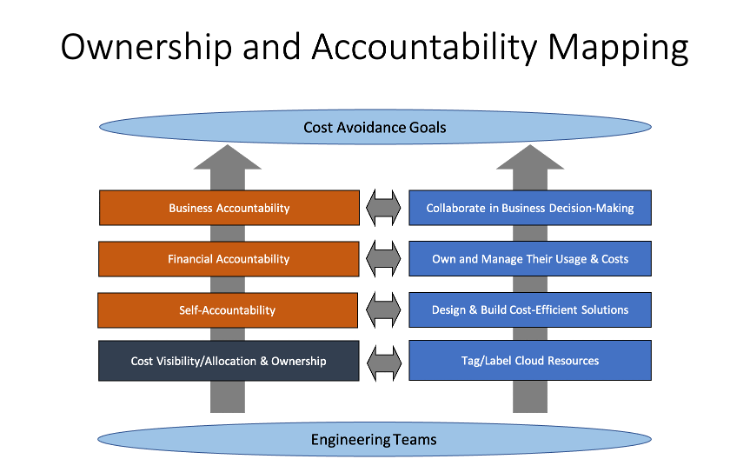 Ownership and Accountability Mapping
Cost Avoidance Goals
Business Accountability
Collaborate in Business Decision-Making
Financial Accountability
Own and Manage Their Usage & Costs
Self-Accountability
Design & Build Cost-Efficient Solutions
Cost Visibility/Allocation & Ownership
Tag/Label Cloud Resources
Engineering Teams